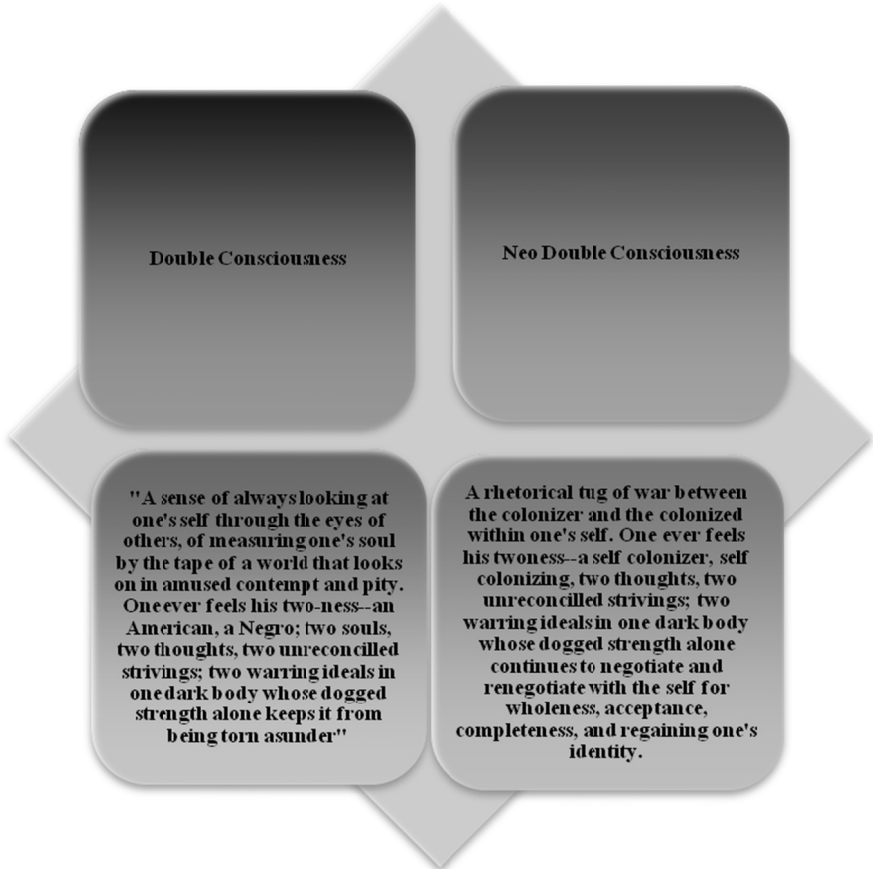 Double Consciousness
Neo Double Consciousness
"A sense of always looking at
one's self through the eyes of
others, of measuring one's soul
by the tape of a world that looks
on in amused contempt and pity.
One ever feels his two-ness--an
American, a Negro; two souls,
two thoughts, two unreconcilled
strivings; two warring ideals in
one dark body whose dogged
strength alone keeps it from
being torn asunder"
A rhetorical tug of war between
the colonizer and the colonized
within one's self. One ever feels
his twoness--a self colonizer, self
colonizing, two thoughts, two
unreconcilled strivings; two
warring ideals in one dark body
whose dogged strength alone
continues to negotiate and
renegotiate with the self for
wholeness, acceptance,
completeness, and regaining one's
identity.